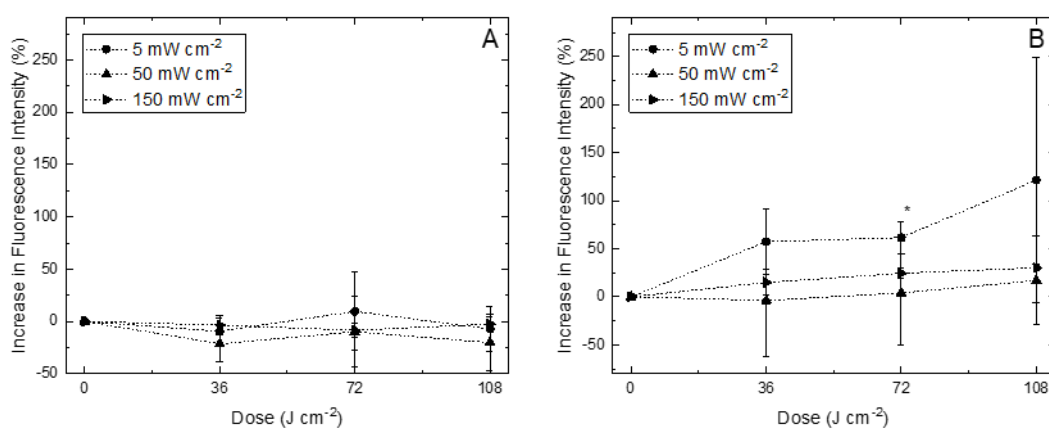 A
5 mW cm⁻²
50 mW cm⁻²
150 mW cm⁻²
Increase in Fluorescence Intensity (%)
250
200
150
100
50
0
-50
0 36 72 108
Dose (J cm⁻²)
B
5 mW cm⁻²
50 mW cm⁻²
150 mW cm⁻²
Increase in Fluorescence Intensity (%)
250
200
150
100
50
0
-50
*
0 36 72 108
Dose (J cm⁻²)